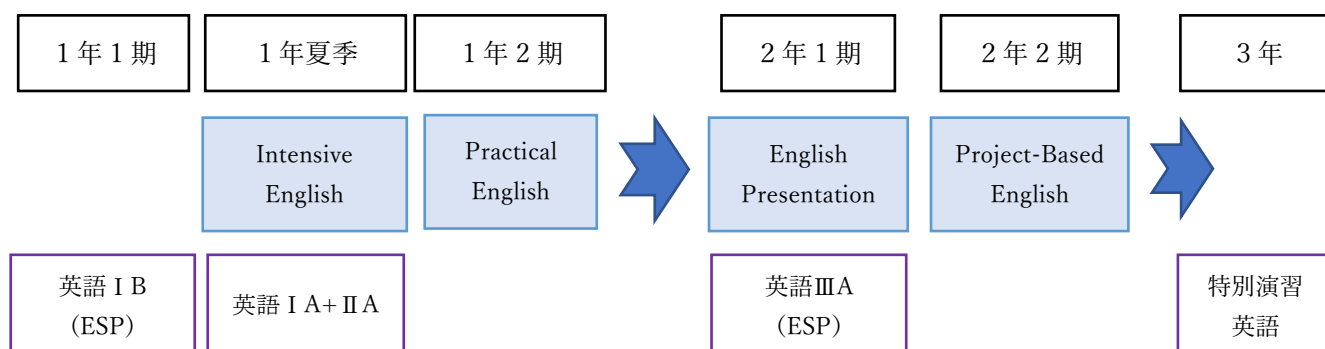 1年1期
1年夏季
1年2期
2年1期
2年2期
3年
Intensive
English
Practical
English
English
Presentation
Project-Based
English
英語ⅠB
（ESP）
英語ⅠA+ⅡA
英語ⅢA
（ESP）
特別演習
英語